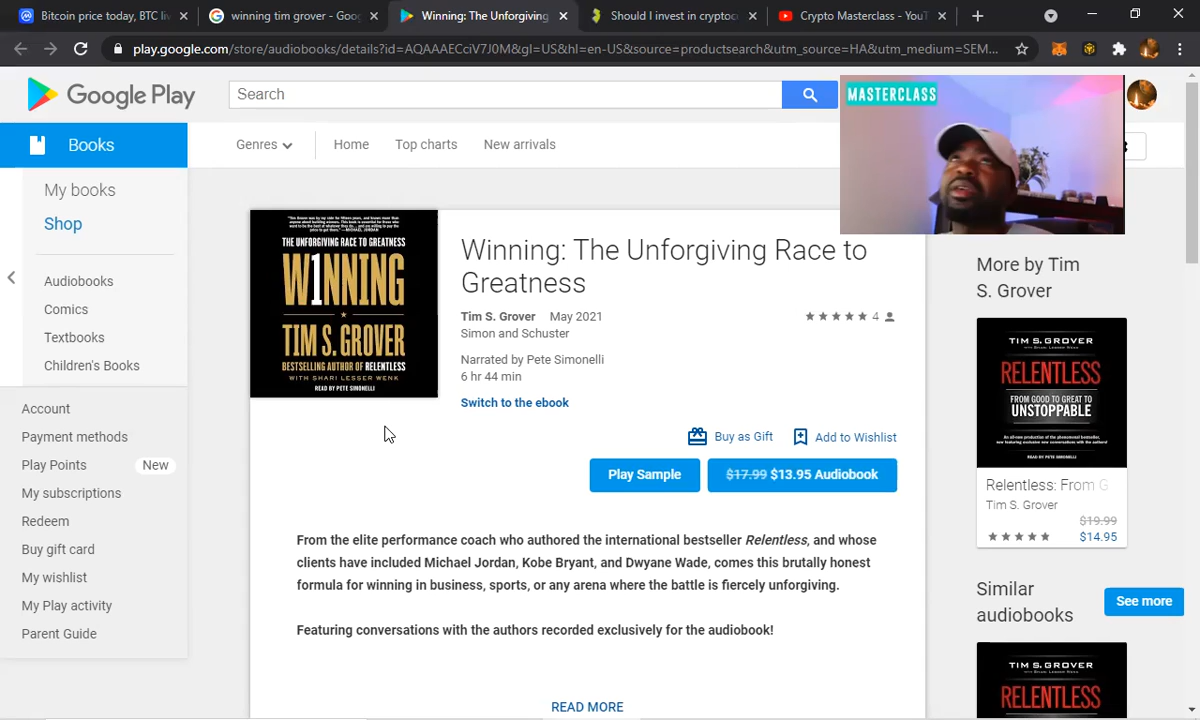 Bitcoin price today, BTC li
winning tim grover - Goo
Winning: The Unforgiving
Should I invest in cryptoc
Crypto Masterclass - YouT
play.google.com/store/audiobooks/details?id=AQAAAECciV7J0M&gl=US&hl=en-US&source=productsearch&utm_source=HA&utm_medium=SEM...
Google Play
Search
MASTERCLASS
Books
Genres
Home
Top charts
New arrivals
My books
Shop
Audiobooks
Comics
Textbooks
Children's Books
Account
Payment methods
Play Points
New
My subscriptions
Redeem
Buy gift card
My wishlist
My Play activity
Parent Guide
THE UNFORGIVING RACE TO GREATNESS
W1NNING
TIM S. GROVER
BESTSELLING AUTHOR OF RELENTLESS
WITH SHARI LESSER WENK
READ BY PETE SIMONELLI
Winning: The Unforgiving Race to
Greatness
Tim S. Grover May 2021
4
Simon and Schuster
Narrated by Pete Simonelli
6 hr 44 min
Switch to the ebook
Buy as Gift
Add to Wishlist
Play Sample
$17.99 $13.95 Audiobook
From the elite performance coach who authored the international bestseller Relentless, and whose
clients have included Michael Jordan, Kobe Bryant, and Dwyane Wade, comes this brutally honest
formula for winning in business, sports, or any arena where the battle is fiercely unforgiving.
Featuring conversations with the authors recorded exclusively for the audiobook!
READ MORE
More by Tim
S. Grover
TIM S. GROVER
RELENTLESS
FROM GOOD TO GREAT TO
UNSTOPPABLE
READ BY PETE SIMONELLI
Relentless: From G
Tim S. Grover
$19.99
$14.95
Similar
audiobooks
See more
TIM S. GROVER
RELENTLESS